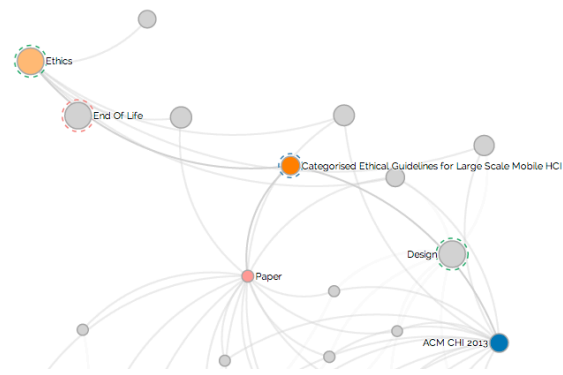 Ethics
End Of Life
Categorised Ethical Guidelines for Large Scale Mobile HCI
Design
Paper
ACM CHI 2013